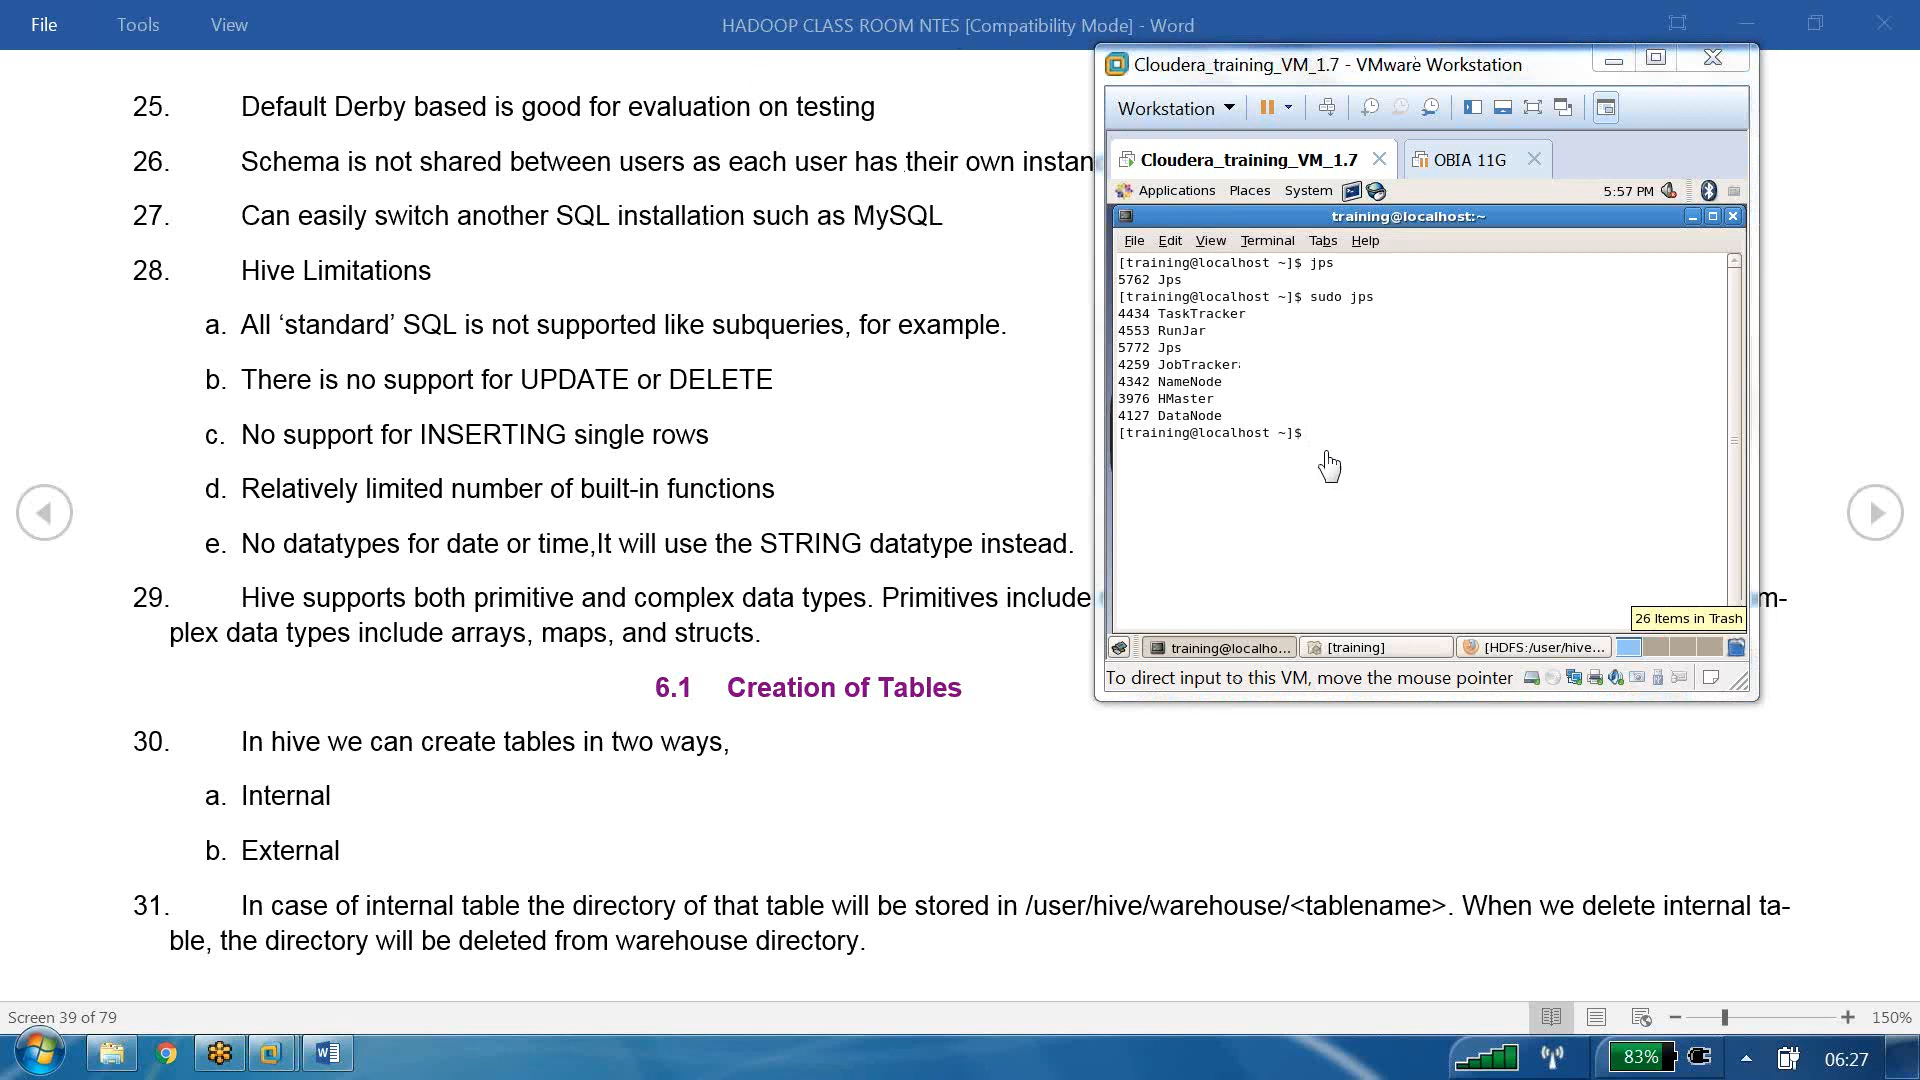 File Tools View HADOOP CLASS ROOM NTES [Compatibility Mode] - Word
25. Default Derby based is good for evaluation on testing
26. Schema is not shared between users as each user has their own
27. Can easily switch another SQL installation such as MySQL
28. Hive Limitations
a. All ‘standard’ SQL is not supported like subqueries, for example.
b. There is no support for UPDATE or DELETE
c. No support for INSERTING single rows
d. Relatively limited number of built-in functions
e. No datatypes for date or time,It will use the STRING datatype instead.
29. Hive supports both primitive and complex data types. Primitives include m-
plex data types include arrays, maps, and structs.
6.1 Creation of Tables
30. In hive we can create tables in two ways,
a. Internal
b. External
31. In case of internal table the directory of that table will be stored in /user/hive/warehouse/<tablename>. When we delete internal ta-
ble, the directory will be deleted from warehouse directory.
Cloudera_training_VM_1.7 - VMware Workstation
Workstation
Cloudera_training_VM_1.7 OBIA 11G
Applications Places System 5:57 PM
training@localhost:~
File Edit View Terminal Tabs Help
[training@localhost ~]$ jps
5762 Jps
[training@localhost ~]$ sudo jps
4434 TaskTracker
4553 RunJar
5772 Jps
4259 JobTracker
4342 NameNode
3976 HMaster
4127 DataNode
[training@localhost ~]$
26 Items in Trash
training@localho... [training] [HDFS:/user/hive...
To direct input to this VM, move the mouse pointer
Screen 39 of 79 150%
83% 06:27